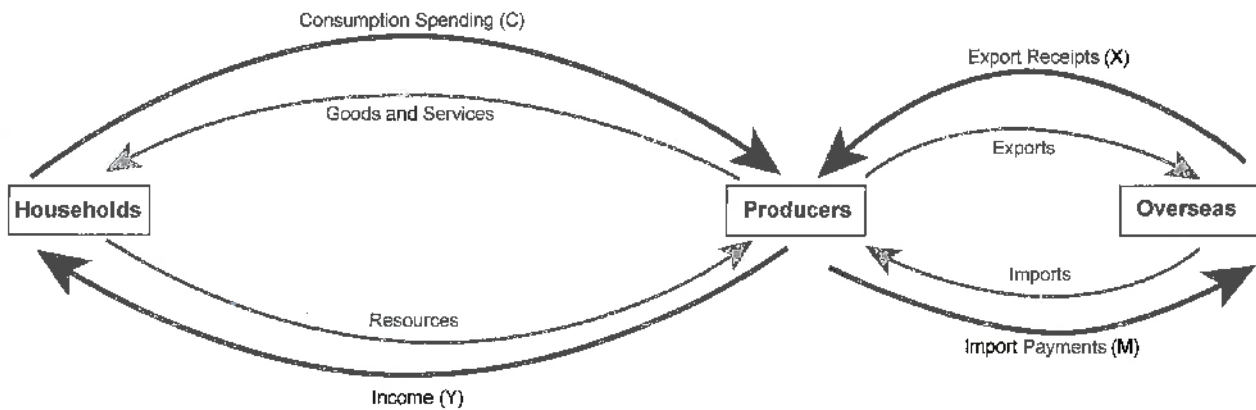 Consumption Spending (C)
Export Receipts (X)
Goods and Services
Exports
Households
Producers
Overseas
Imports
Resources
Import Payments (M)
Income (Y)